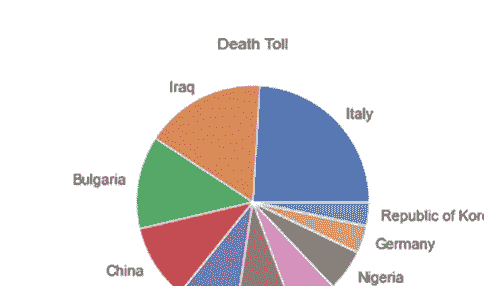 Death Toll
Iraq
Italy
Bulgaria
Republic of Kor
Germany
China
Nigeria